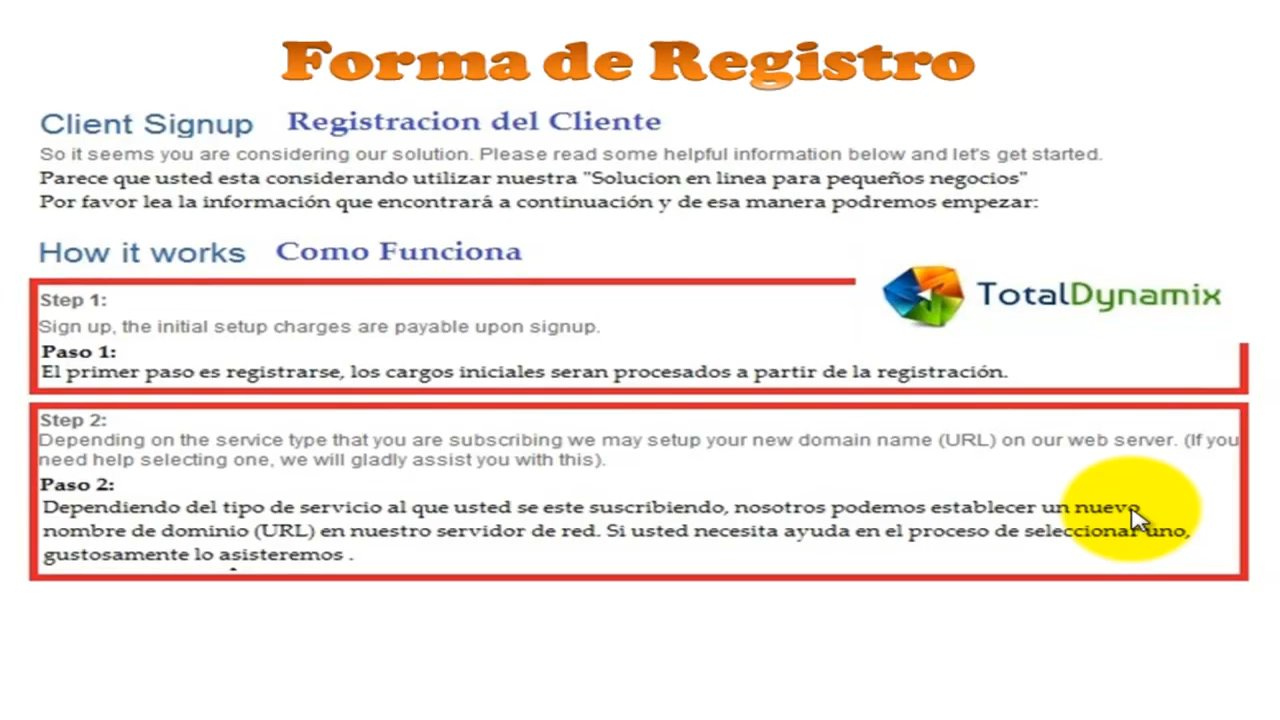 Forma de Registro
Client Signup Registracion del Cliente
So it seems you are considering our solution. Please read some helpful information below and let's get started.
Parece que usted esta considerando utilizar nuestra "Solucion en linea para pequeños negocios"
Por favor lea la información que encontrará a continuación y de esa manera podremos empezar:
How it works Como Funciona
TotalDynamix
Step 1:
Sign up, the initial setup charges are payable upon signup.
Paso 1:
El primer paso es registrarse, los cargos iniciales seran procesados a partir de la registración.
Step 2:
Depending on the service type that you are subscribing we may setup your new domain name (URL) on our web server. (If you
need help selecting one, we will gladly assist you with this).
Paso 2:
Dependiendo del tipo de servicio al que usted se este suscribiendo, nosotros podemos establecer un nuevo
nombre de dominio (URL) en nuestro servidor de red. Si usted necesita ayuda en el proceso de seleccionar uno,
gustosamente lo asisteremos .